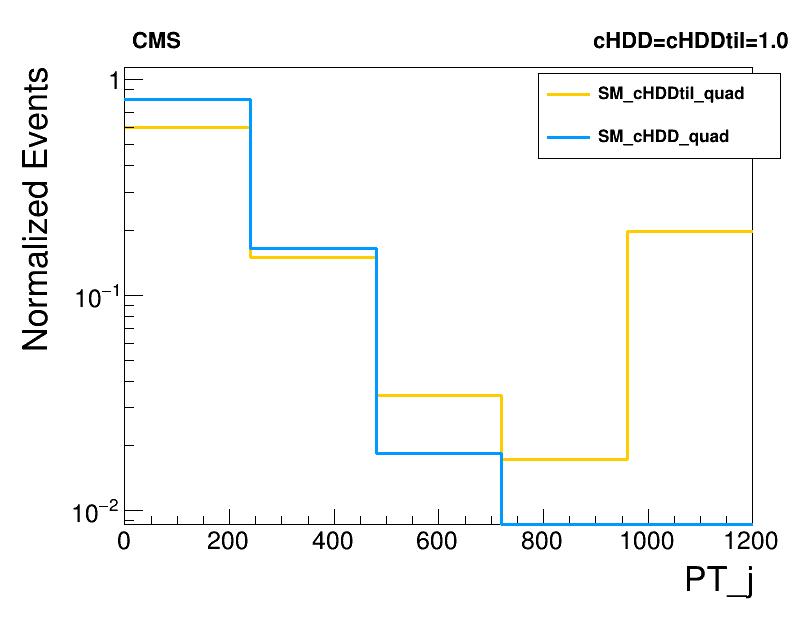 CMS
cHDD=cHDDtil=1.0
Normalized Events
1
10⁻¹
10⁻²
SM_cHDDtil_quad
SM_cHDD_quad
0 200 400 600 800 1000 1200
PT_j